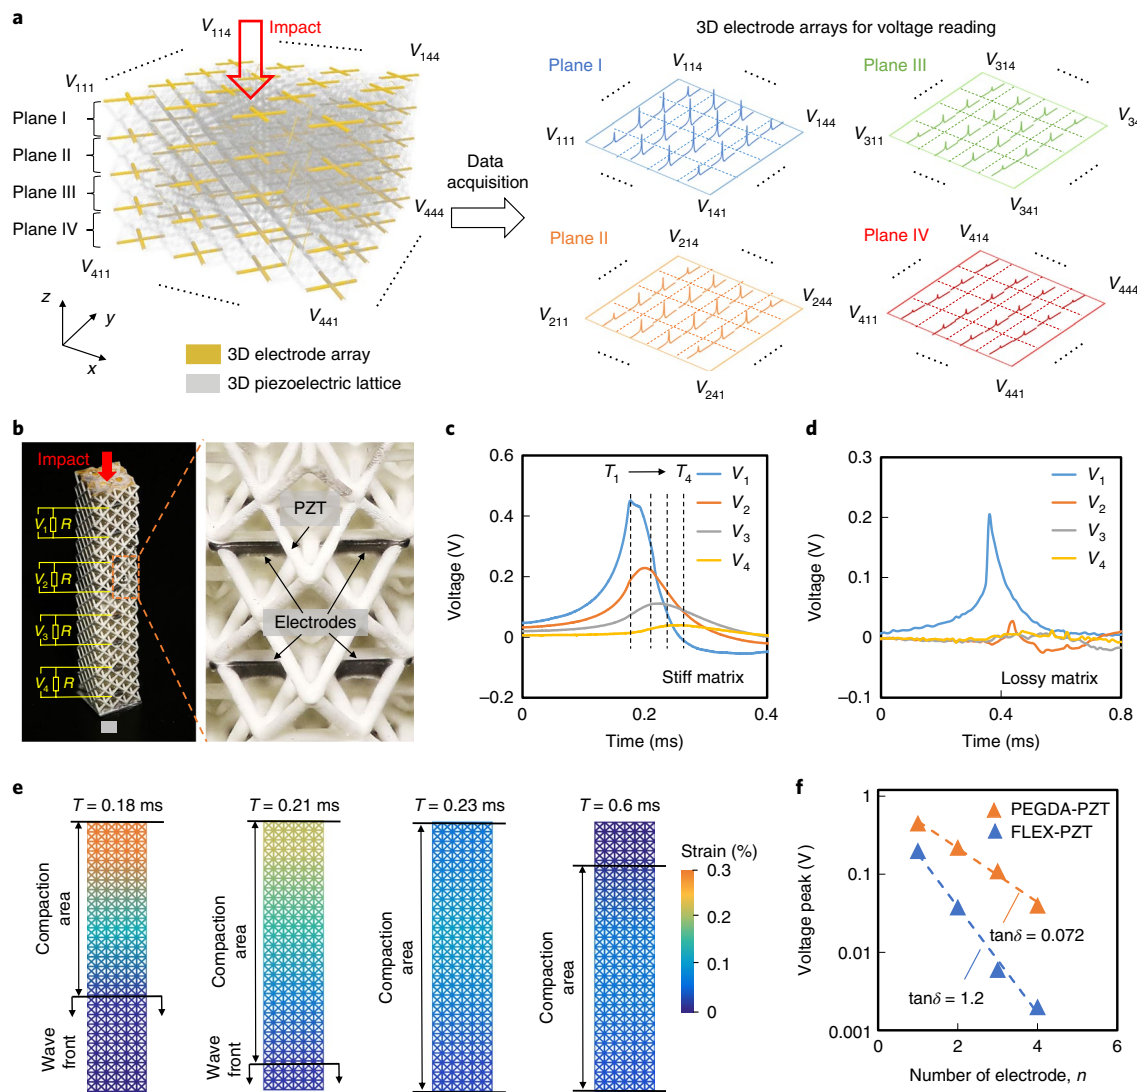 a
Impact
3D electrode arrays for voltage reading
V114
V144
V111
Plane I
Plane II
Plane III
Plane IV
V444
V411
V441
z
y
x
3D electrode array
3D piezoelectric lattice
Data
acquisition
Plane I
V114
V111
V144
V141
Plane III
V314
V311
V34
V341
Plane II
V214
V211
V244
V241
Plane IV
V414
V411
V444
V441
b
Impact
V1 R
V2 R
V3 R
V4 R
PZT
Electrodes
c
0.6
0.4
0.2
0
–0.2
Voltage (V)
T1
T4
V1
V2
V3
V4
Stiff matrix
0
0.2
0.4
Time (ms)
d
0.3
0.2
0.1
0
–0.1
Voltage (V)
V1
V2
V3
V4
Lossy matrix
0
0.4
0.8
Time (ms)
e
T = 0.18 ms
T = 0.21 ms
T = 0.23 ms
T = 0.6 ms
Compaction
area
Wave
front
Compaction
area
Wave
front
Compaction
area
Compaction
area
Strain (%)
0.3
0.2
0.1
0
f
1
0.1
0.01
0.001
Voltage peak (V)
PEGDA-PZT
FLEX-PZT
tanδ = 0.072
tanδ = 1.2
0
2
4
6
Number of electrode, n